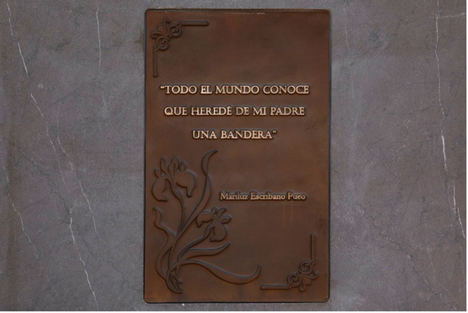 "TODO EL MUNDO CONOCE
QUE HEREDÉ DE MI PADRE
UNA BANDERA"
Mariluz Escribano Pueo